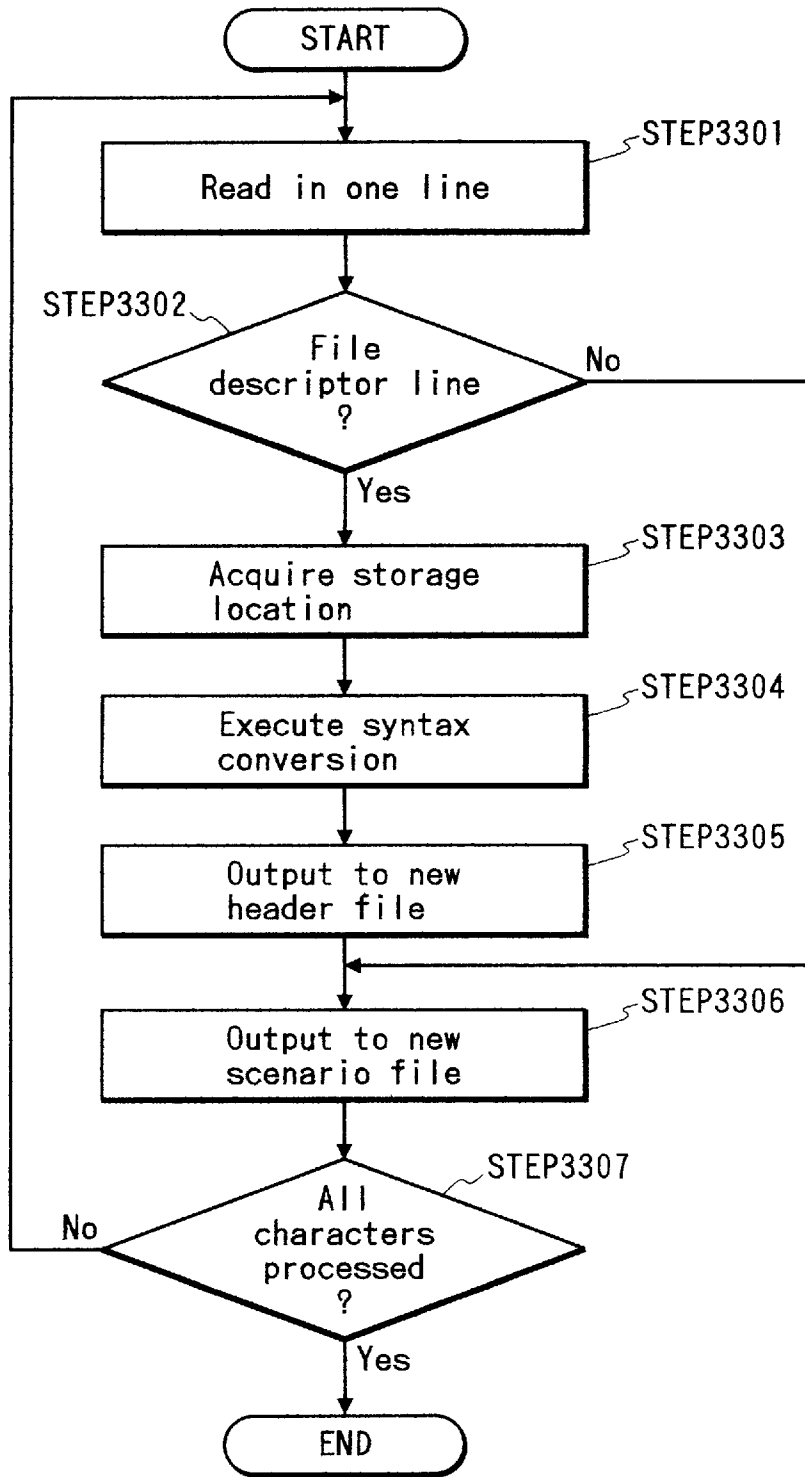 START
STEP3301
Read in one line
STEP3302
File
descriptor line
?
No
Yes
STEP3303
Acquire storage
location
STEP3304
Execute syntax
conversion
STEP3305
Output to new
header file
STEP3306
Output to new
scenario file
STEP3307
All
characters
processed
?
No
Yes
END